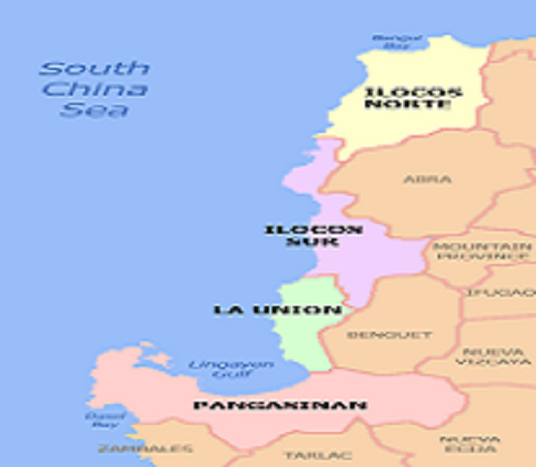 Bangui
Bay
South
China
Sea
ILOCOS
NORTE
ABRA
ILOCOS
SUR
MOUNTAIN
PROVINCE
IFUGAO
LA UNION
BENGUET
NUEVA
VIZCAYA
Lingayen
Gulf
PANGASINAN
Dasol
Bay
ZAMBALES
TARLAC
NUEVA
ECIJA